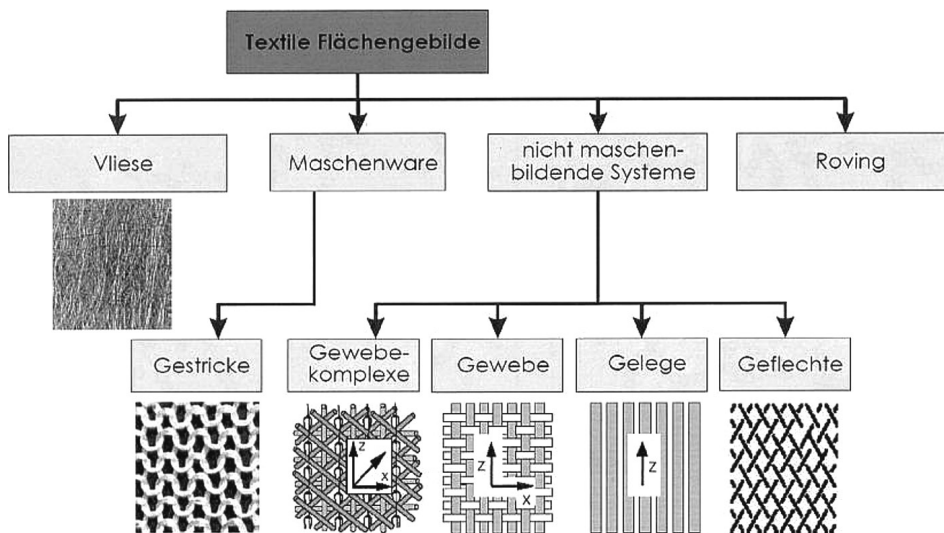 Textile Flächengebilde
Vliese
Maschenware
nicht maschen-
bildende Systeme
Roving
Gestricke
Gewebe-
komplexe
Gewebe
Gelege
Geflechte
z
x
z
x
z